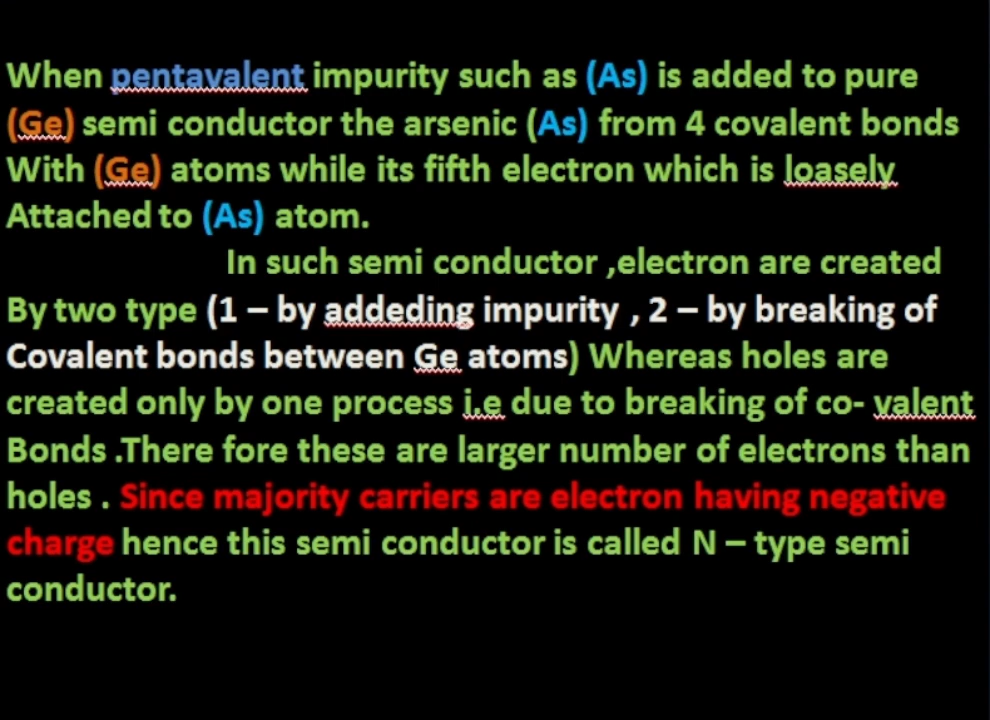 When pentavalent impurity such as (As) is added to pure
(Ge) semi conductor the arsenic (As) from 4 covalent bonds
With (Ge) atoms while its fifth electron which is loasely
Attached to (As) atom.
In such semi conductor ,electron are created
By two type (1 – by addeding impurity , 2 – by breaking of
Covalent bonds between Ge atoms) Whereas holes are
created only by one process i.e due to breaking of co- valent
Bonds .There fore these are larger number of electrons than
holes . Since majority carriers are electron having negative
charge hence this semi conductor is called N – type semi
conductor.